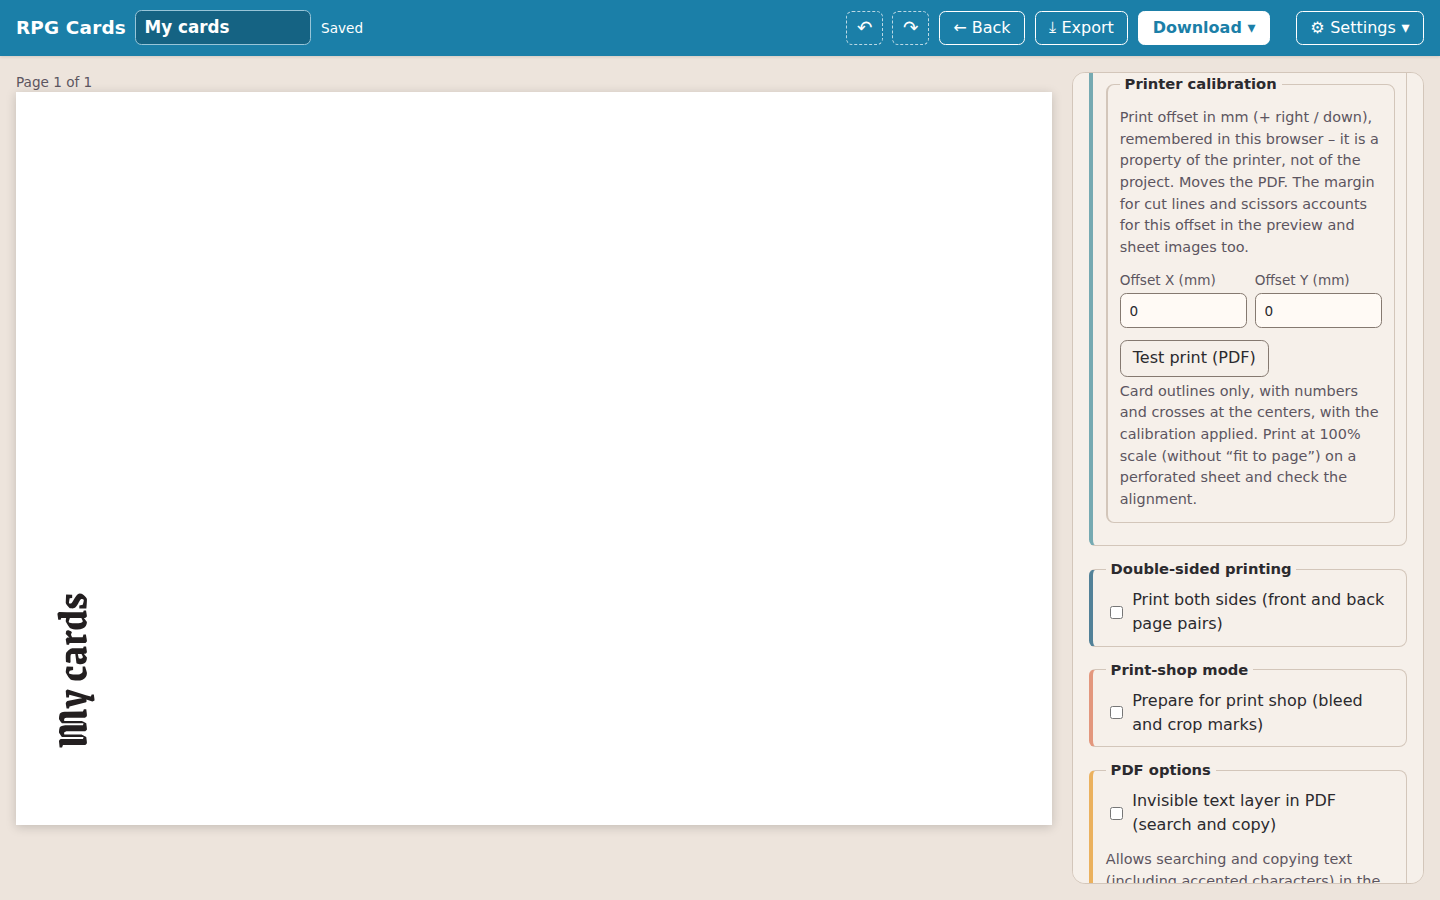 RPG Cards
My cards
Saved
↶
↷
← Back
⤓ Export
Download ▾
⚙ Settings ▾
Page 1 of 1
My cards
Printer calibration
Print offset in mm (+ right / down),
remembered in this browser – it is a
property of the printer, not of the
project. Moves the PDF. The margin
for cut lines and scissors accounts
for this offset in the preview and
sheet images too.
Offset X (mm)
Offset Y (mm)
0
0
Test print (PDF)
Card outlines only, with numbers
and crosses at the centers, with the
calibration applied. Print at 100%
scale (without “fit to page”) on a
perforated sheet and check the
alignment.
Double-sided printing
Print both sides (front and back
page pairs)
Print-shop mode
Prepare for print shop (bleed
and crop marks)
PDF options
Invisible text layer in PDF
(search and copy)
Allows searching and copying text
(including accented characters) in the